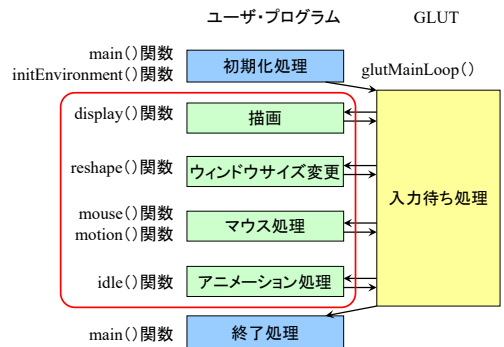 ユーザ・プログラム
GLUT
main()関数
initEnvironment()関数
初期化処理
glutMainLoop()
display()関数
描画
reshape()関数
ウィンドウサイズ変更
入力待ち処理
mouse()関数
motion()関数
マウス処理
idle()関数
アニメーション処理
main()関数
終了処理